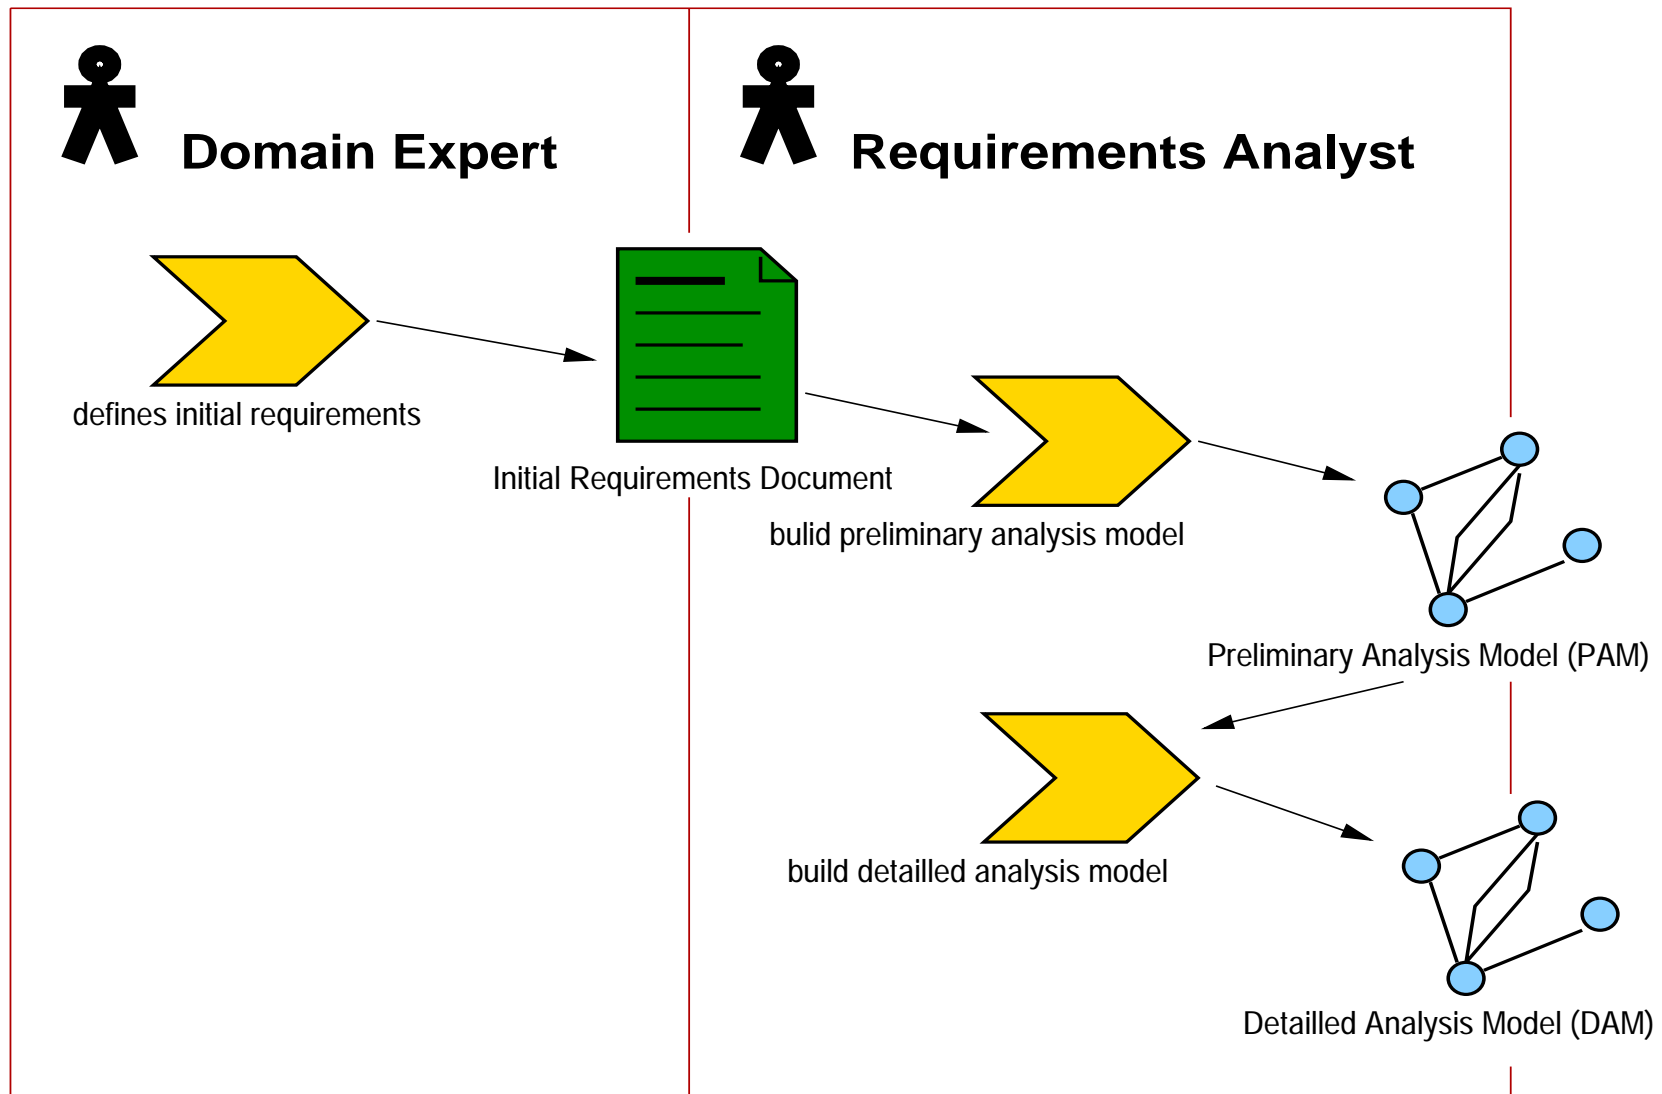 Domain Expert
Requirements Analyst
defines initial requirements
Initial Requirements Document
bulid preliminary analysis model
Preliminary Analysis Model (PAM)
build detailled analysis model
Detailled Analysis Model (DAM)